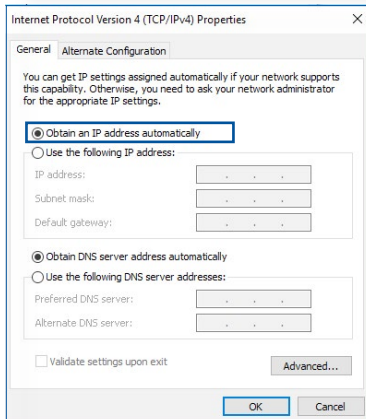 Internet Protocol Version 4 (TCP/IPv4) Properties
General
Alternate Configuration
You can get IP settings assigned automatically if your network supports
this capability. Otherwise, you need to ask your network administrator
for the appropriate IP settings.
Obtain an IP address automatically
Use the following IP address:
IP address:
Subnet mask:
Default gateway:
Obtain DNS server address automatically
Use the following DNS server addresses:
Preferred DNS server:
Alternate DNS server:
Validate settings upon exit
Advanced...
OK
Cancel